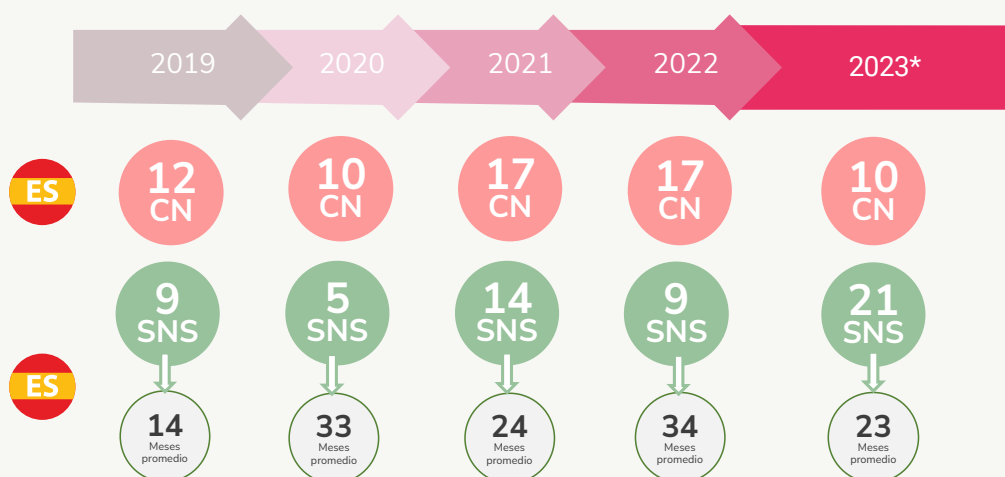 2019 2020 2021 2022 2023*
ES
12 10 17 17 10
CN CN CN CN CN
9 5 14 9 21
SNS SNS SNS SNS SNS
ES
14 33 24 34 23
Meses Meses Meses Meses Meses
promedio promedio promedio promedio promedio